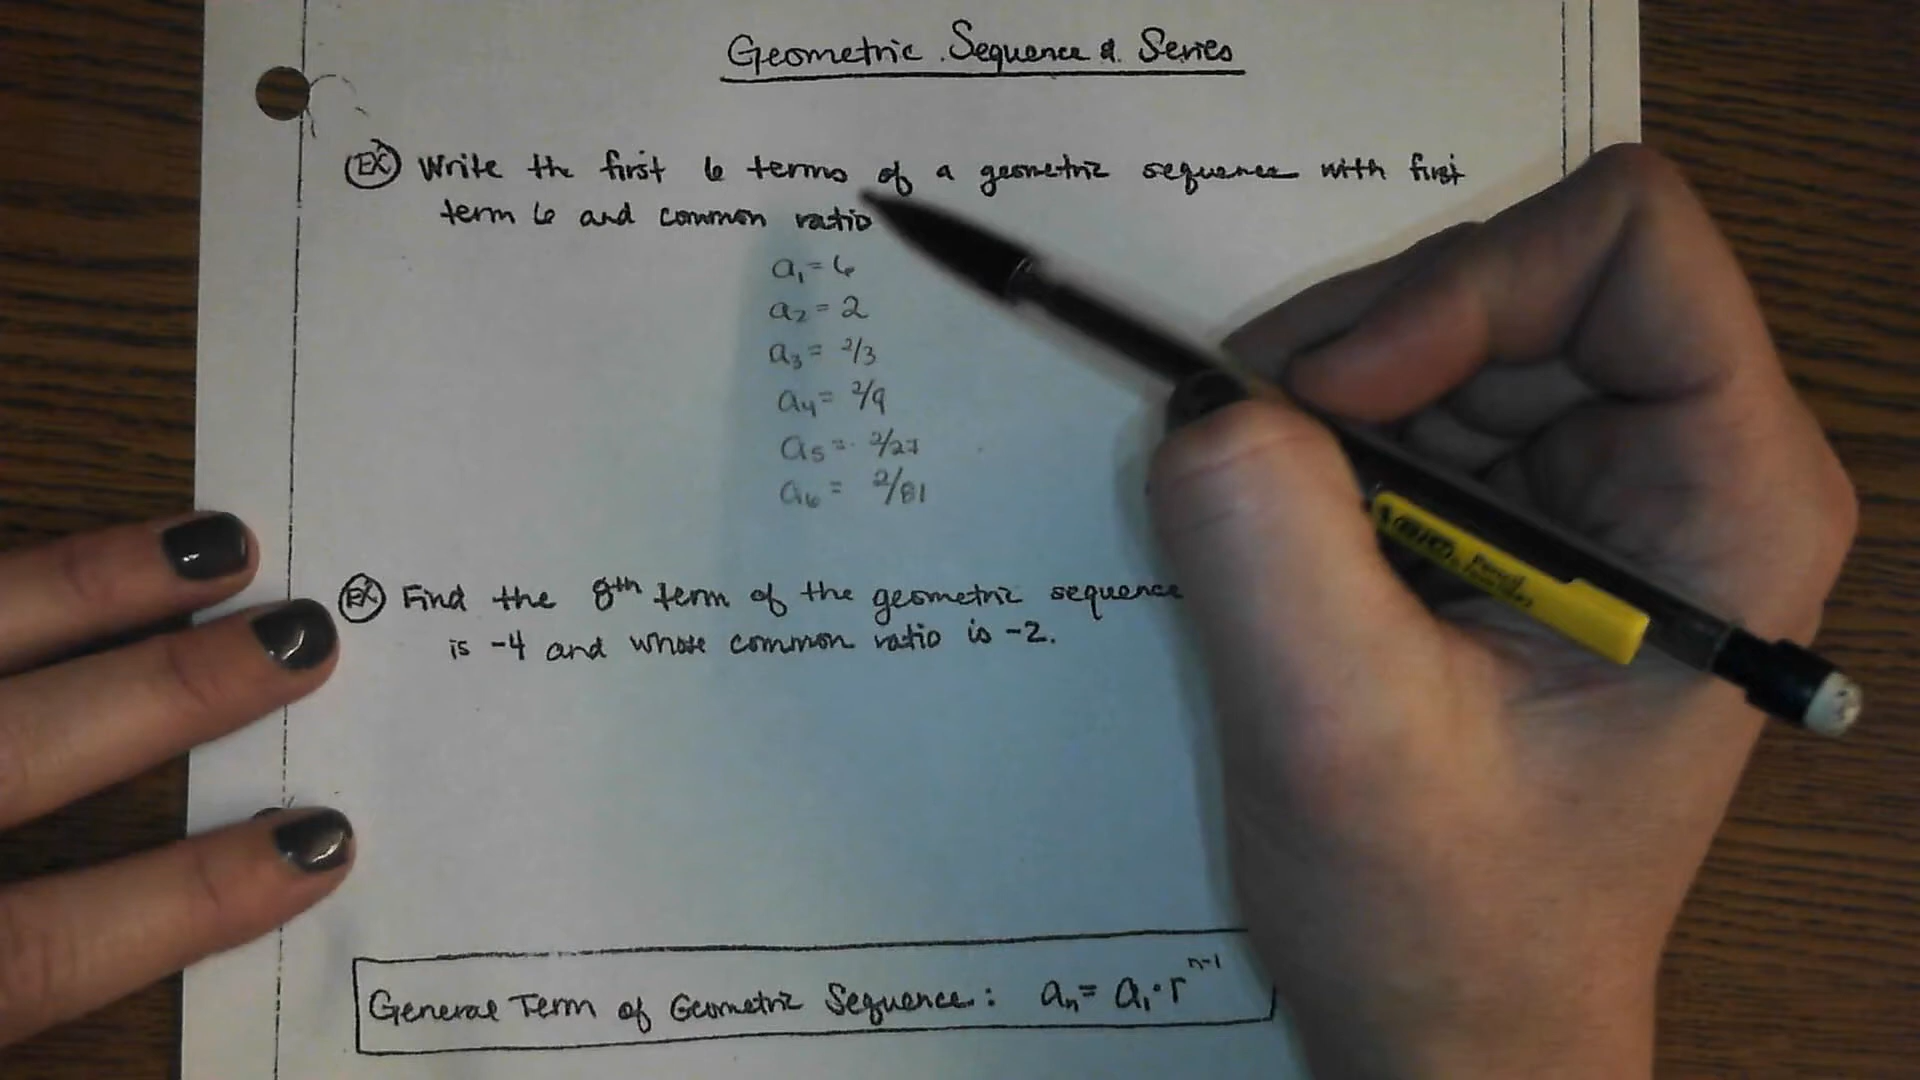 Geometric Sequence & Series
EX Write the first 6 terms of a geometric sequence with first
term 6 and common ratio
a₁ = 6
a₂ = 2
a₃ = 2/3
a₄ = 2/9
a₅ = 2/27
a₆ = 2/81
EX Find the 8th term of the geometric sequence
is -4 and whose common ratio is -2.
General Term of Geometric Sequence: aₙ = a₁·rⁿ⁻¹